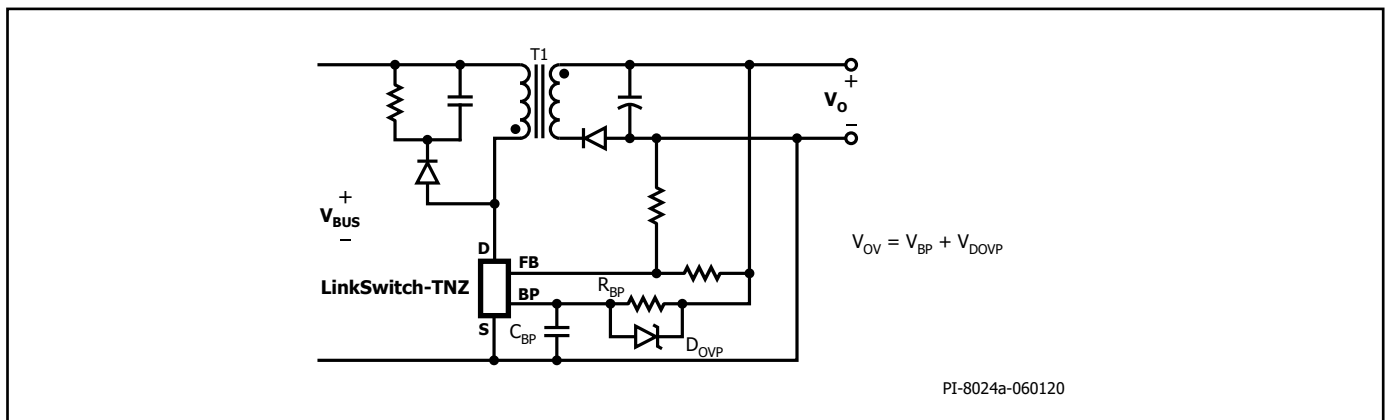 T1
+
V_O
−
+
V_BUS
−
D
FB
V_OV = V_BP + V_DOVP
LinkSwitch-TNZ
BP
R_BP
S
C_BP
D_OVP
PI-8024a-060120